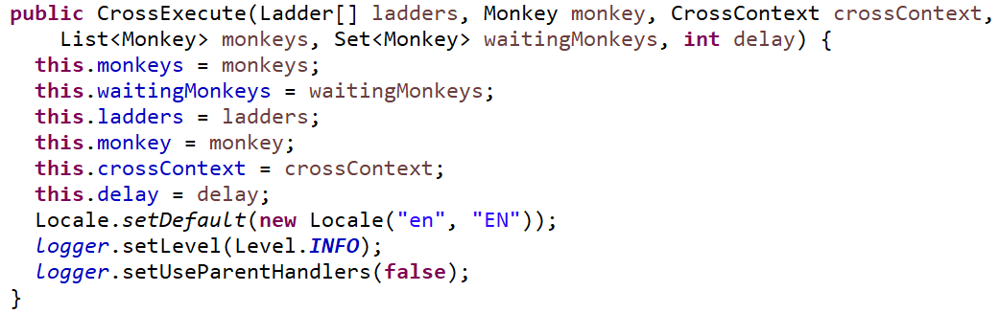 public CrossExecute(Ladder[] ladders, Monkey monkey, CrossContext crossContext,
    List<Monkey> monkeys, Set<Monkey> waitingMonkeys, int delay) {
  this.monkeys = monkeys;
  this.waitingMonkeys = waitingMonkeys;
  this.ladders = ladders;
  this.monkey = monkey;
  this.crossContext = crossContext;
  this.delay = delay;
  Locale.setDefault(new Locale("en", "EN"));
  logger.setLevel(Level.INFO);
  logger.setUseParentHandlers(false);
}